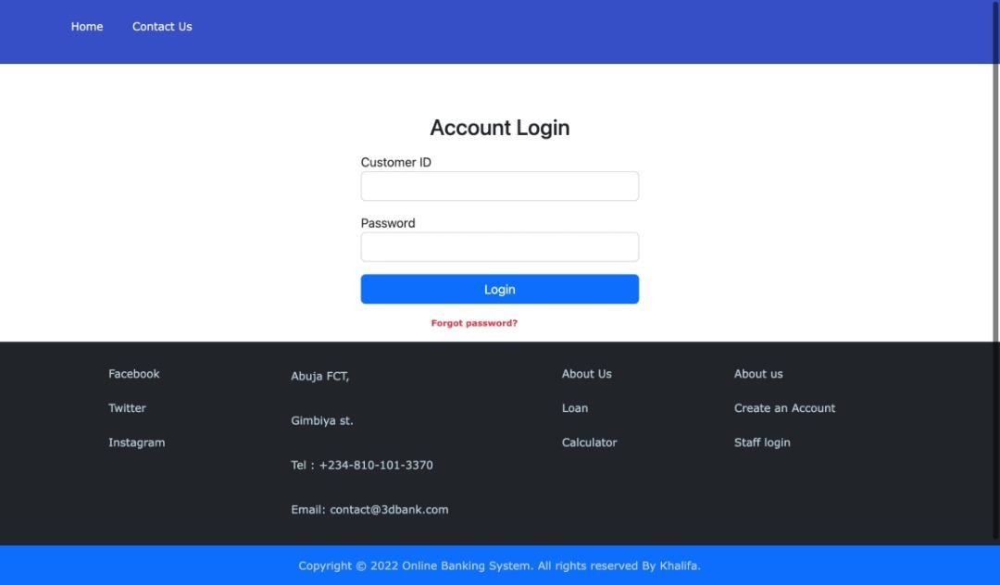 Home
Contact Us
Account Login
Customer ID
Password
Login
Forgot password?
Facebook
Twitter
Instagram
Abuja FCT,
Gimbiya st.
Tel : +234-810-101-3370
Email: contact@3dbank.com
About Us
Loan
Calculator
About us
Create an Account
Staff login
Copyright © 2022 Online Banking System. All rights reserved By Khalifa.